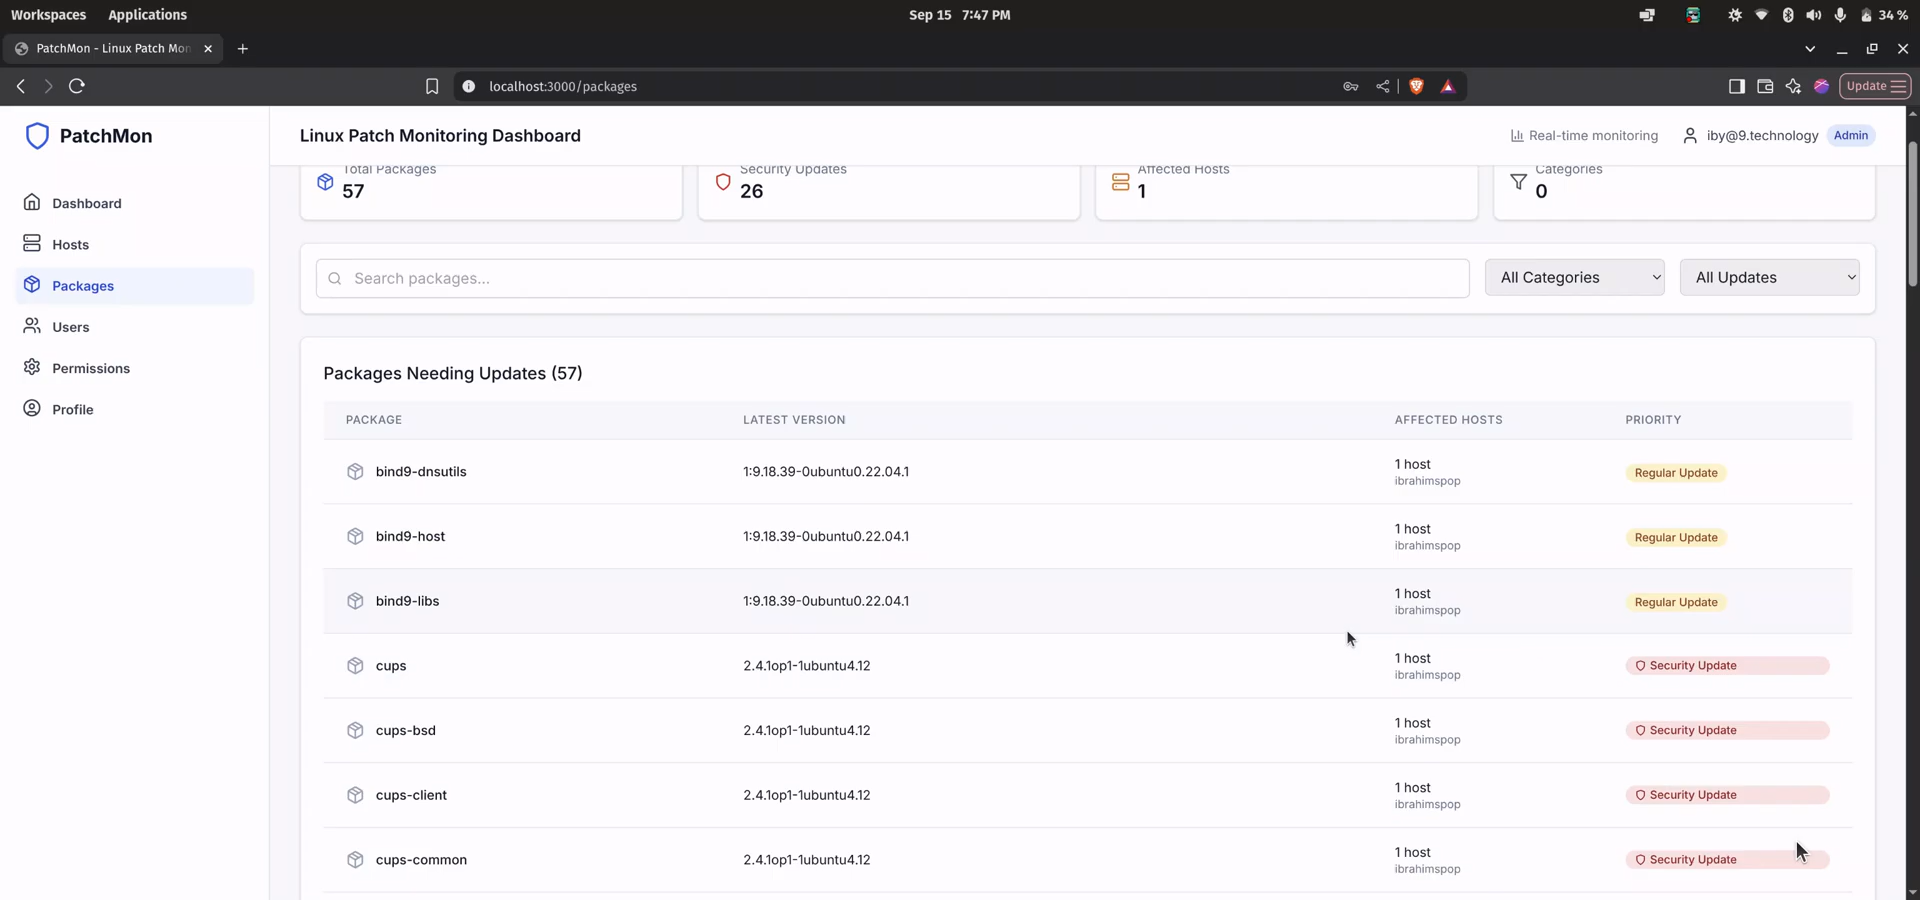 Workspaces Applications Sep 15 7:47 PM 34 %
PatchMon - Linux Patch Mon
localhost:3000/packages Update
PatchMon
Linux Patch Monitoring Dashboard Real-time monitoring iby@9.technology Admin
Dashboard
Hosts
Packages
Users
Permissions
Profile
Total Packages
57
Security Updates
26
Affected Hosts
1
Categories
0
Search packages... All Categories All Updates
Packages Needing Updates (57)
PACKAGE LATEST VERSION AFFECTED HOSTS PRIORITY
bind9-dnsutils 1:9.18.39-0ubuntu0.22.04.1 1 host Regular Update
ibrahimspop
bind9-host 1:9.18.39-0ubuntu0.22.04.1 1 host Regular Update
ibrahimspop
bind9-libs 1:9.18.39-0ubuntu0.22.04.1 1 host Regular Update
ibrahimspop
cups 2.4.1op1-1ubuntu4.12 1 host Security Update
ibrahimspop
cups-bsd 2.4.1op1-1ubuntu4.12 1 host Security Update
ibrahimspop
cups-client 2.4.1op1-1ubuntu4.12 1 host Security Update
ibrahimspop
cups-common 2.4.1op1-1ubuntu4.12 1 host Security Update
ibrahimspop